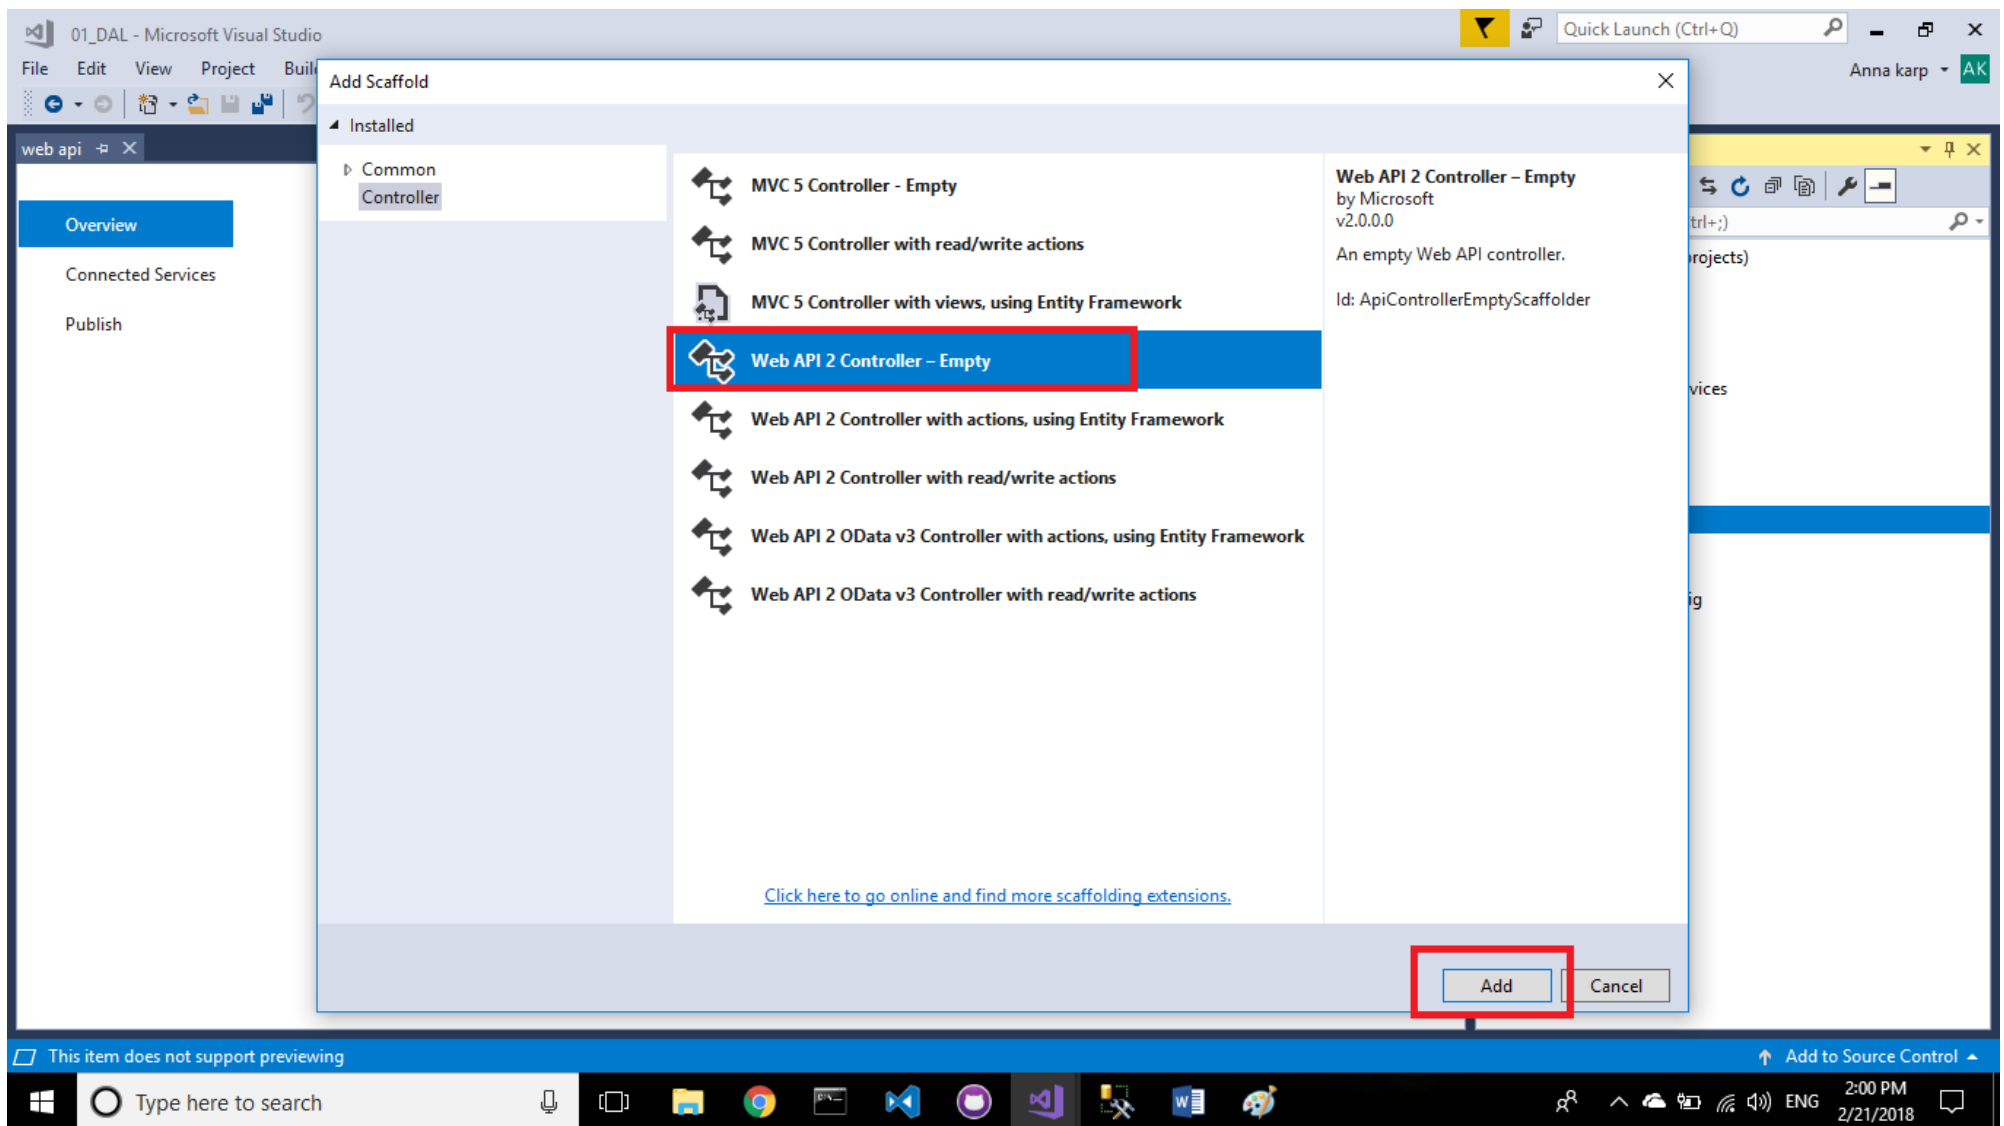 01_DAL - Microsoft Visual Studio
Quick Launch (Ctrl+Q)
File Edit View Project
Anna karp AK
Add Scaffold
Installed
web api
Common
Controller
Overview
Connected Services
Publish
MVC 5 Controller - Empty
MVC 5 Controller with read/write actions
MVC 5 Controller with views, using Entity Framework
Web API 2 Controller – Empty
Web API 2 Controller with actions, using Entity Framework
Web API 2 Controller with read/write actions
Web API 2 OData v3 Controller with actions, using Entity Framework
Web API 2 OData v3 Controller with read/write actions
Click here to go online and find more scaffolding extensions.
Web API 2 Controller – Empty
by Microsoft
v2.0.0.0
An empty Web API controller.
Id: ApiControllerEmptyScaffolder
trl+;)
rojects)
vices
ig
Add Cancel
This item does not support previewing
Add to Source Control
Type here to search
ENG
2:00 PM
2/21/2018